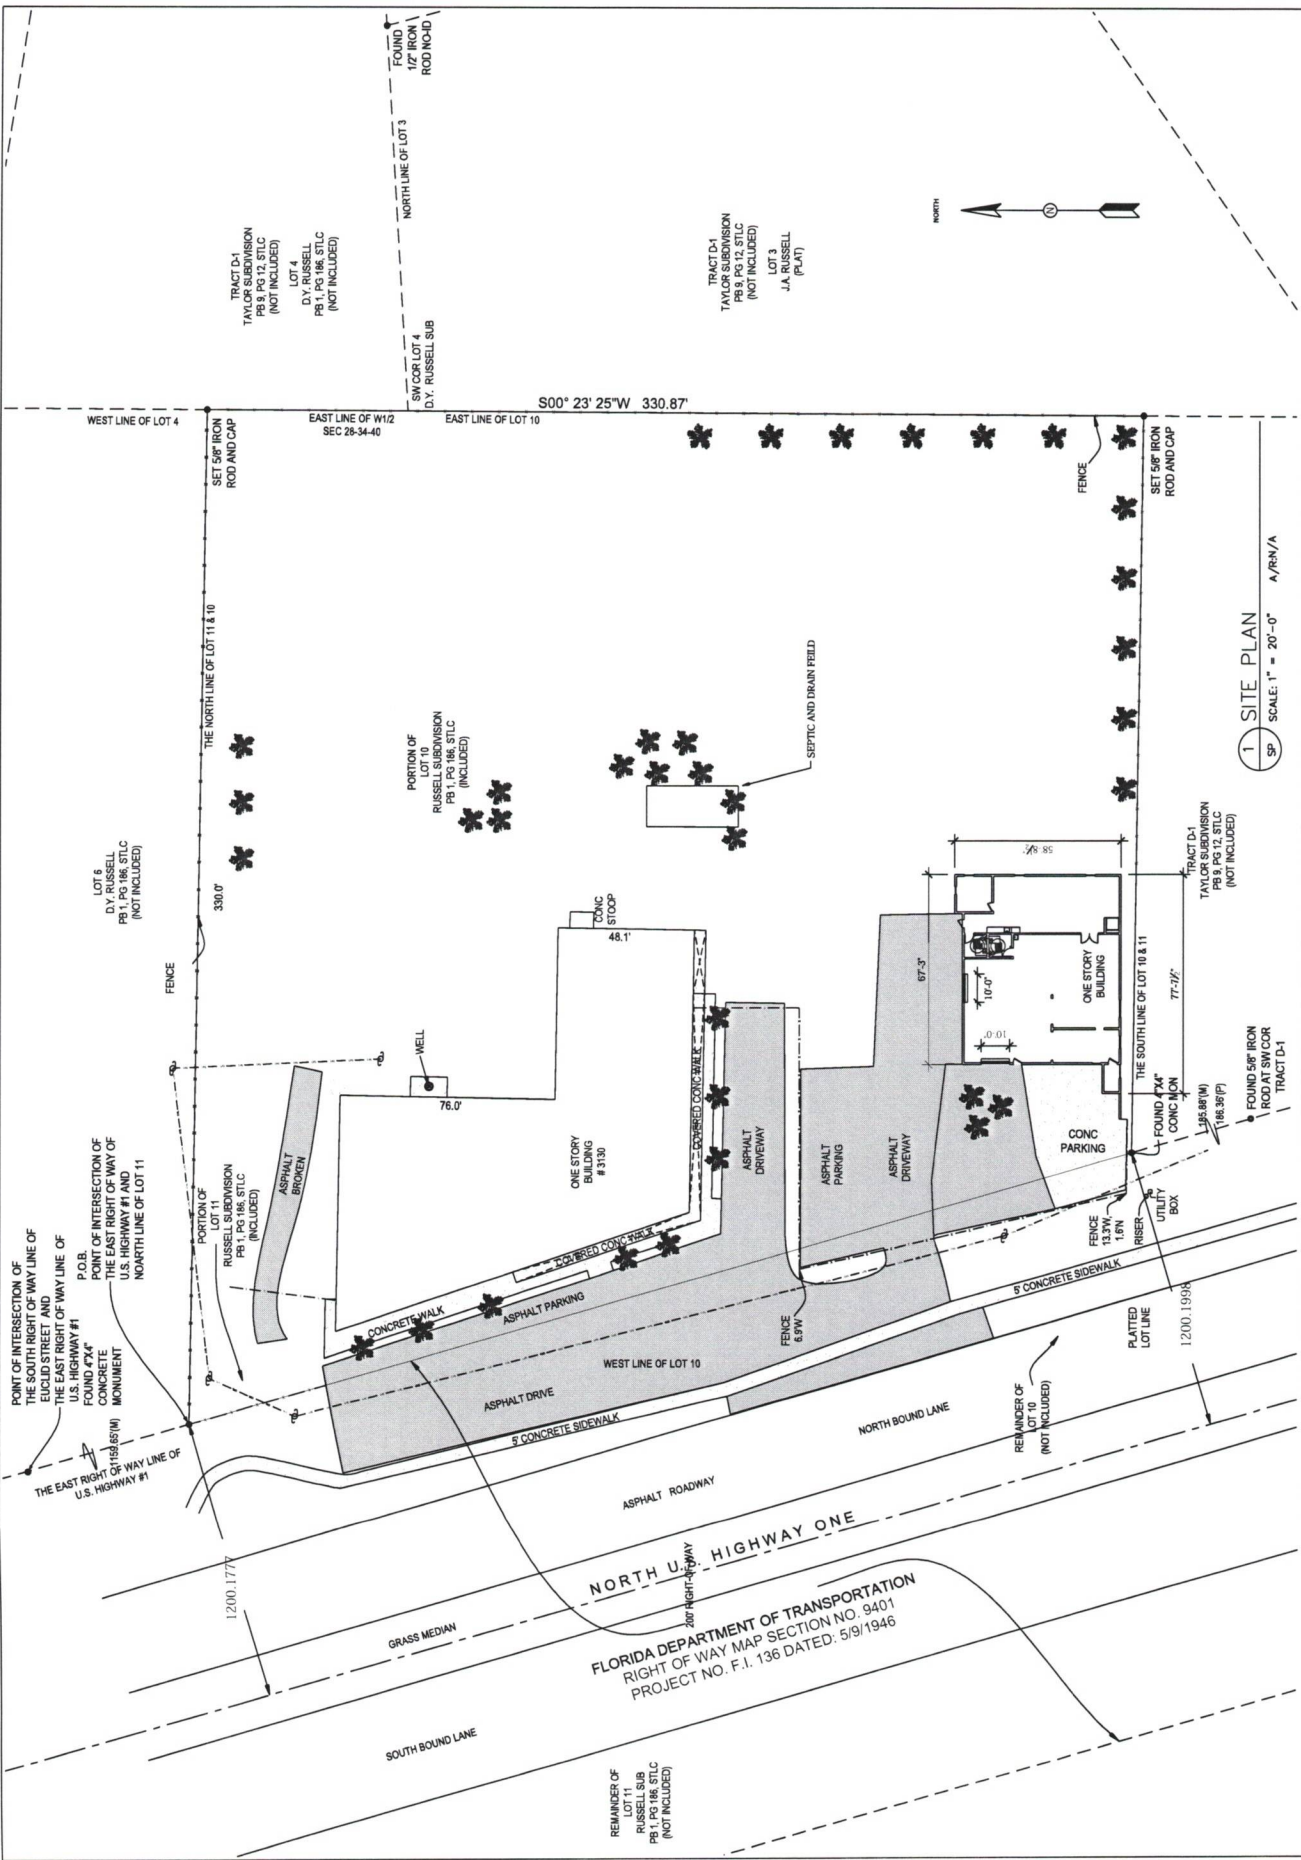 POINT OF INTERSECTION OF
THE SOUTH RIGHT OF WAY LINE OF
EUCLID STREET AND
THE EAST RIGHT OF WAY LINE OF
U.S. HIGHWAY #1
FOUND 4"X4"
CONCRETE
MONUMENT
P.O.B.
POINT OF INTERSECTION OF
THE EAST RIGHT OF WAY OF
U.S. HIGHWAY #1 AND
NOARTH LINE OF LOT 11
1159.65'(M)
THE EAST RIGHT OF WAY LINE OF
U.S. HIGHWAY #1
LOT 6
D.Y. RUSSELL
PB 1, PG 186, STLC
(NOT INCLUDED)
FENCE
330.0'
THE NORTH LINE OF LOT 11 & 10
WEST LINE OF LOT 4
SET 5/8" IRON
ROD AND CAP
EAST LINE OF W1/2
SEC 28-34-40
EAST LINE OF LOT 10
S00° 23' 25"W 330.87'
SW COR LOT 4
D.Y. RUSSELL SUB
TRACT D-1
TAYLOR SUBDIVISION
PB 9, PG 12, STLC
(NOT INCLUDED)
LOT 4
D.Y. RUSSELL
PB 1, PG 186, STLC
(NOT INCLUDED)
NORTH LINE OF LOT 3
FOUND
1/2" IRON
ROD NO-ID
TRACT D-1
TAYLOR SUBDIVISION
PB 9, PG 12, STLC
(NOT INCLUDED)
LOT 3
J.A. RUSSELL
(PLAT)
NORTH
N
FENCE
SET 5/8" IRON
ROD AND CAP
PORTION OF
LOT 10
RUSSELL SUBDIVISION
PB 1, PG 186, STLC
(INCLUDED)
SEPTIC AND DRAIN FEILD
PORTION OF
LOT 11
RUSSELL SUBDIVISION
PB 1, PG 186, STLC
(INCLUDED)
ASPHALT
BROKEN
WELL
76.0'
CONC
STOOP
48.1'
ONE STORY
BUILDING
# 3130
COVERED CONC WALK
COVERED CONC WALK
CONCRETE WALK
ASPHALT PARKING
ASPHALT DRIVE
WEST LINE OF LOT 10
5' CONCRETE SIDEWALK
ASPHALT
DRIVEWAY
ASPHALT
PARKING
ASPHALT
DRIVEWAY
FENCE
6.9'W
67'-3"
58'-8½"
10'-0"
10'-0"
ONE STORY
BUILDING
77'-7½"
CONC
PARKING
THE SOUTH LINE OF LOT 10 & 11
TRACT D-1
TAYLOR SUBDIVISION
PB 9, PG 12, STLC
(NOT INCLUDED)
FOUND 4"X4"
CONC MON
185.88'(M)
186.36'(P)
FOUND 5/8" IRON
ROD AT SW COR
TRACT D-1
FENCE
13.3'W,
1.6'N
RISER
UTILITY
BOX
5' CONCRETE SIDEWALK
PLATTED
LOT LINE
1200.1998
REMAINDER OF
LOT 10
(NOT INCLUDED)
NORTH BOUND LANE
ASPHALT ROADWAY
NORTH U.S. HIGHWAY ONE
200' RIGHT-OF-WAY
1200.1777
GRASS MEDIAN
FLORIDA DEPARTMENT OF TRANSPORTATION
RIGHT OF WAY MAP SECTION NO. 9401
PROJECT NO. F.I. 136 DATED: 5/9/1946
SOUTH BOUND LANE
REMAINDER OF
LOT 11
RUSSELL SUB
PB 1, PG 186, STLC
(NOT INCLUDED)
1
SP
SITE PLAN
SCALE: 1" = 20'-0"
A/R:N/A